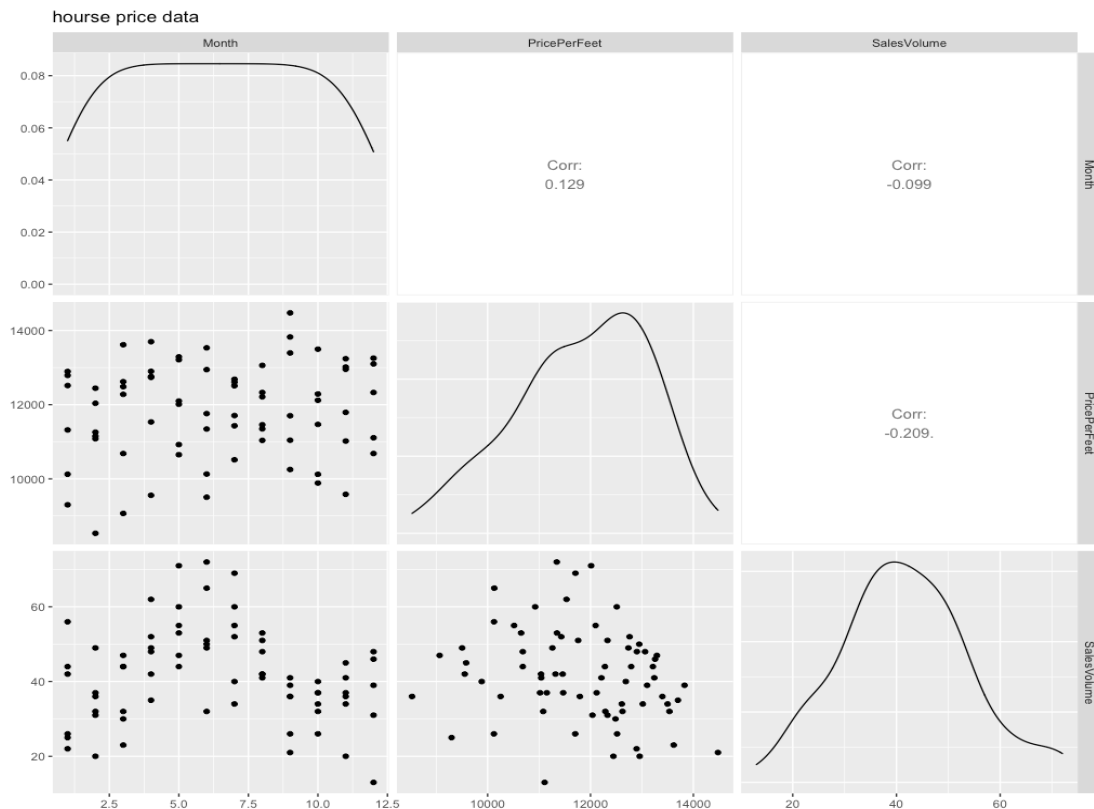 hourse price data
Month
PricePerFeet
SalesVolume
0.08
0.06
0.04
0.02
0.00
Corr:
0.129
Corr:
-0.099
Month
14000
12000
10000
Corr:
-0.209.
PricePerFeet
60
40
20
SalesVolume
2.5
5.0
7.5
10.0
12.5
10000
12000
14000
20
40
60